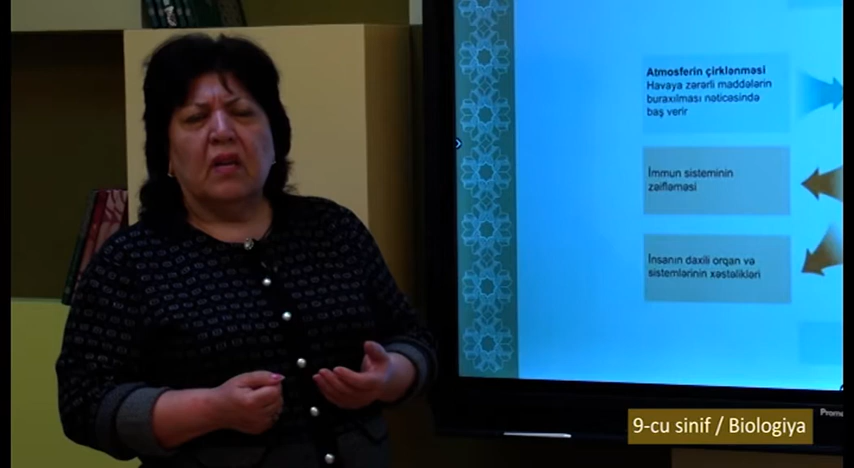 Atmosferin çirklənməsi
Havaya zərərli maddələrin
buraxılması nəticəsində
baş verir
İmmun sisteminin
zəifləməsi
İnsanın daxili orqan və
sistemlərinin xəstəlikləri
9-cu sinif / Biologiya